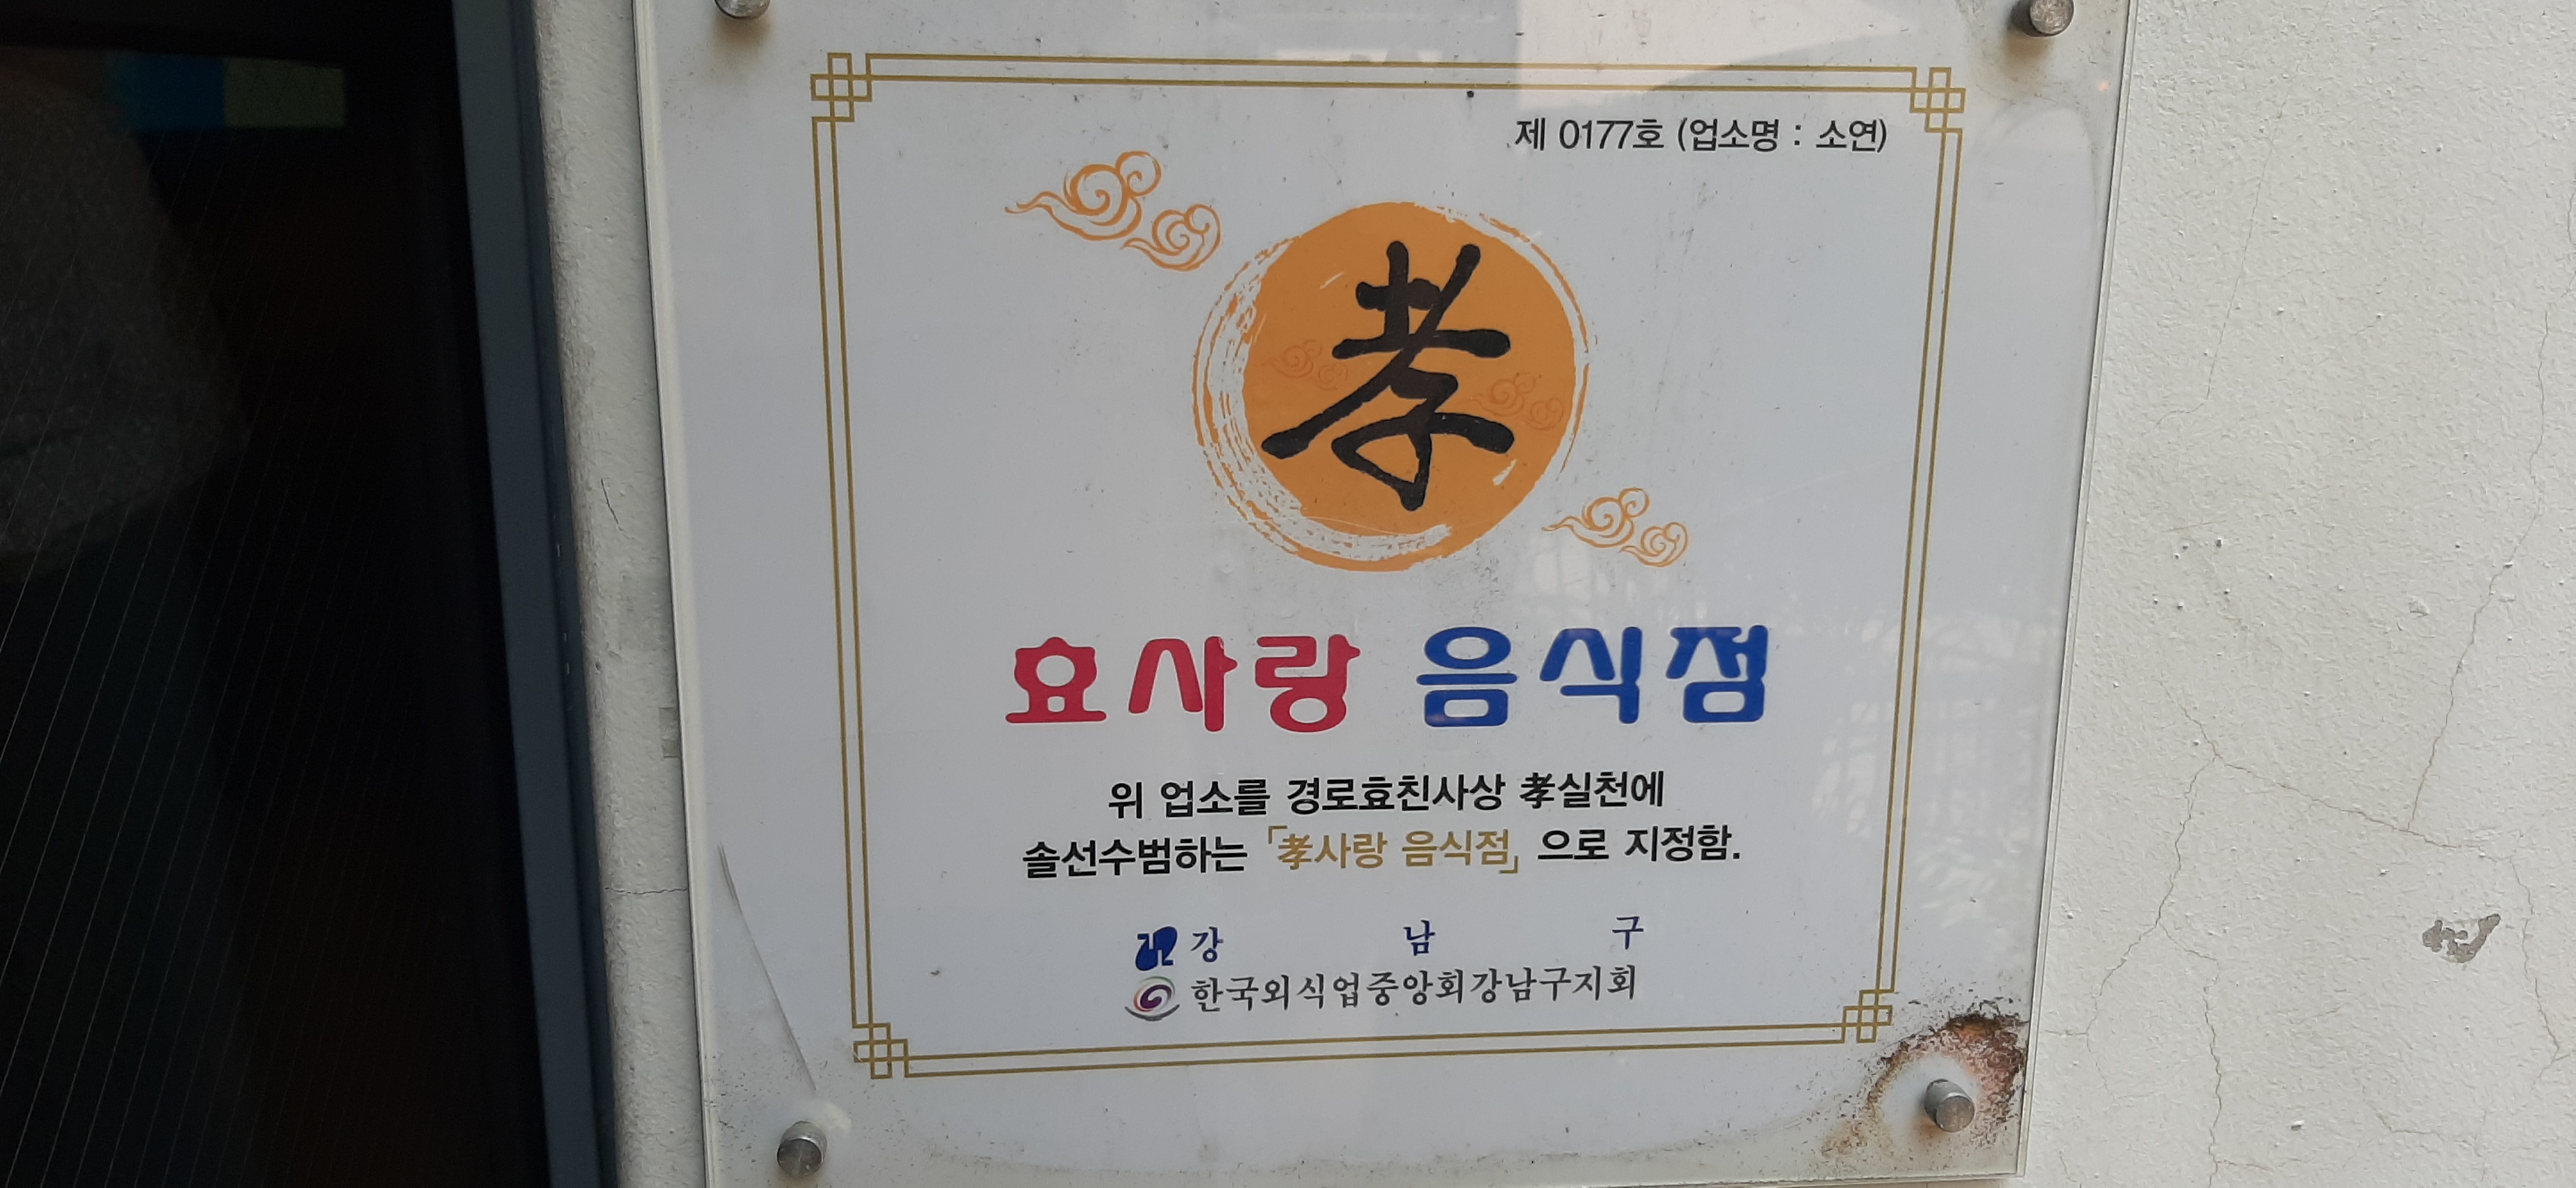 제 0177호 (업소명 : 소연)
孝
효사랑 음식점
위 업소를 경로효친사상 孝실천에
솔선수범하는 「孝사랑 음식점」 으로 지정함.
강 남 구
한국외식업중앙회강남구지회